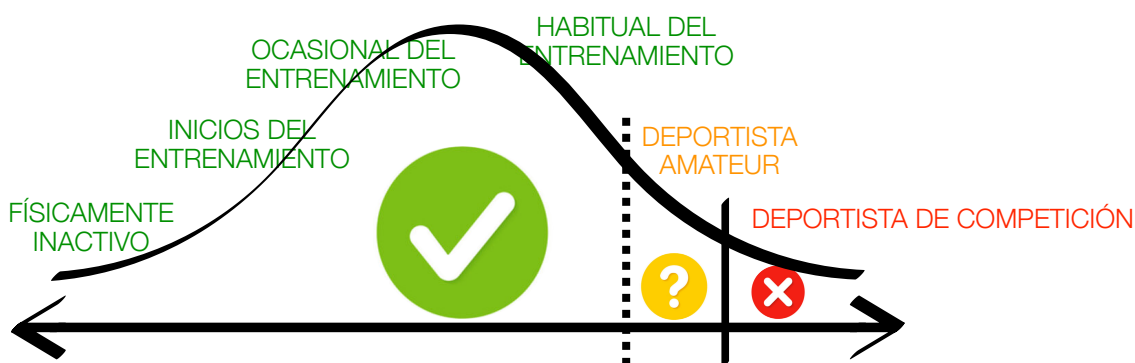 HABITUAL DEL
ENTRENAMIENTO
OCASIONAL DEL
ENTRENAMIENTO
INICIOS DEL
ENTRENAMIENTO
DEPORTISTA
AMATEUR
FÍSICAMENTE
INACTIVO
DEPORTISTA DE COMPETICIÓN
?